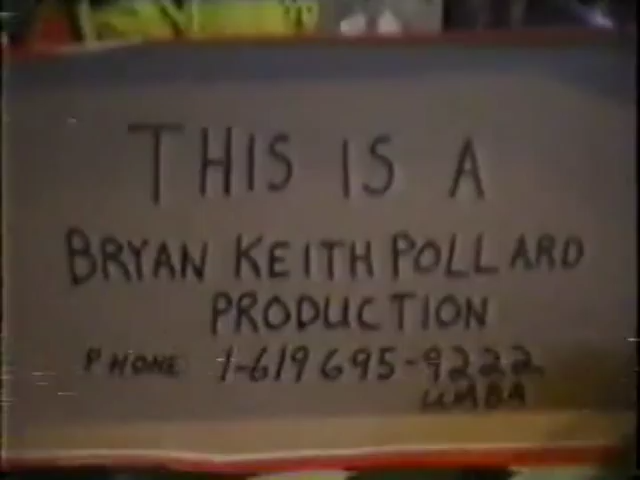 THIS IS A
BRYAN KEITH POLLARD
PRODUCTION
PHONE 1-619 695-9222